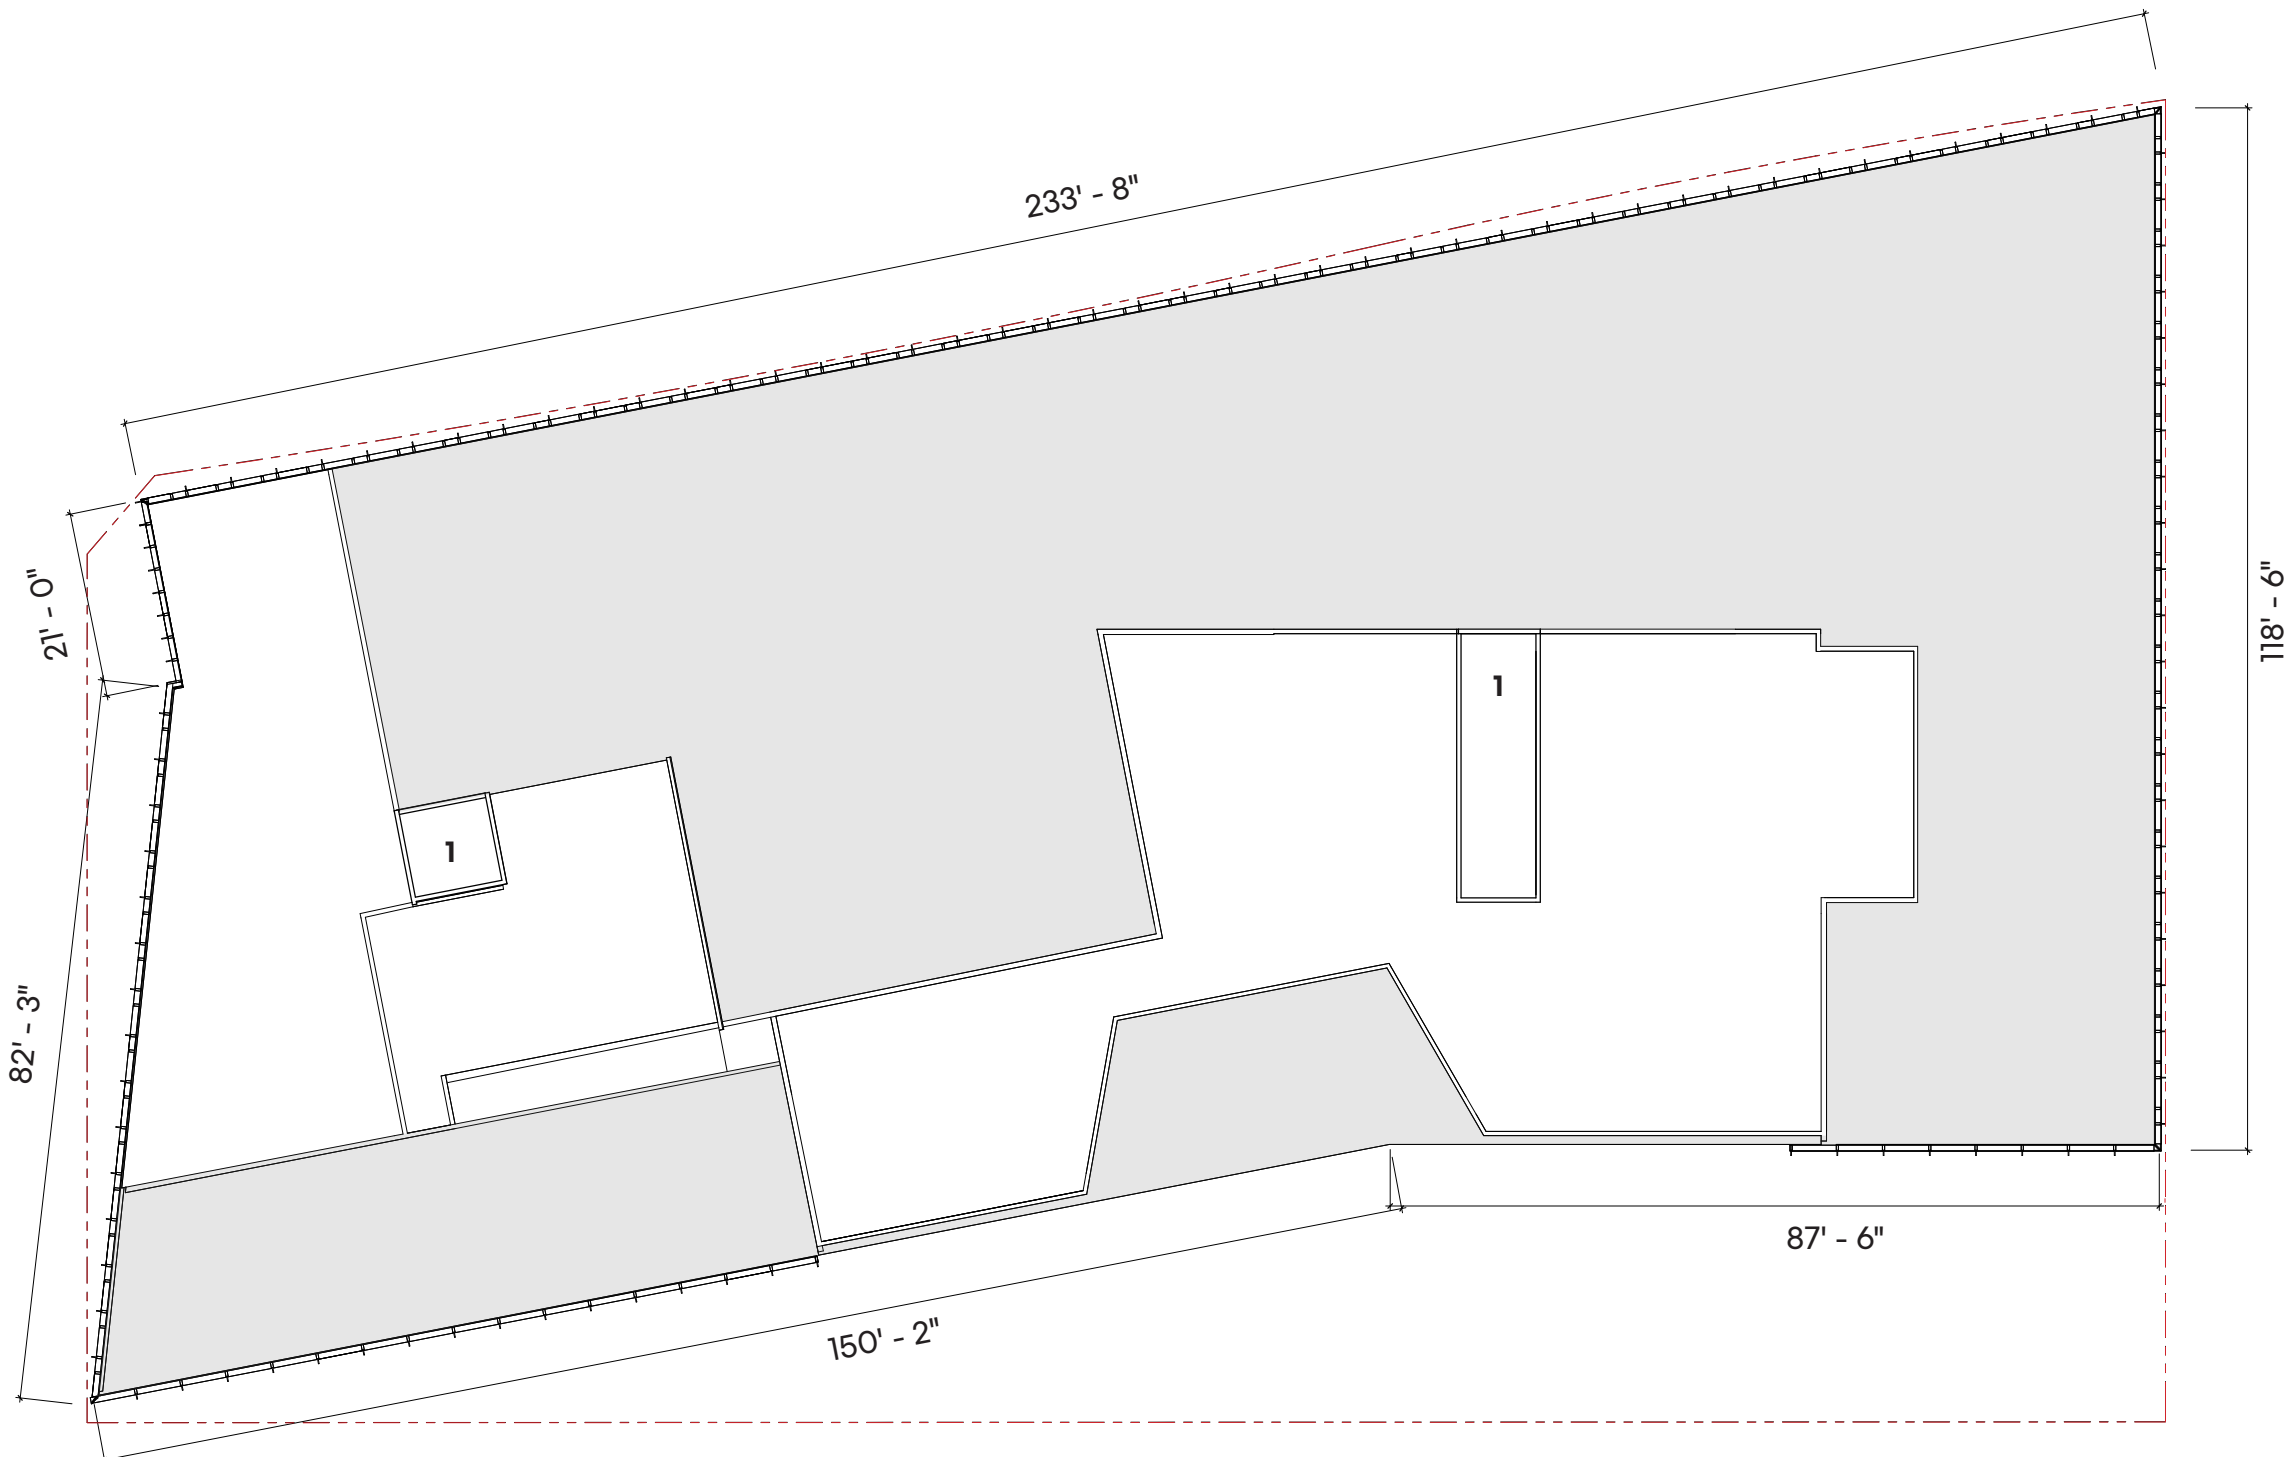 233' - 8"
21' - 0"
118' - 6"
1
1
82' - 3"
87' - 6"
150' - 2"